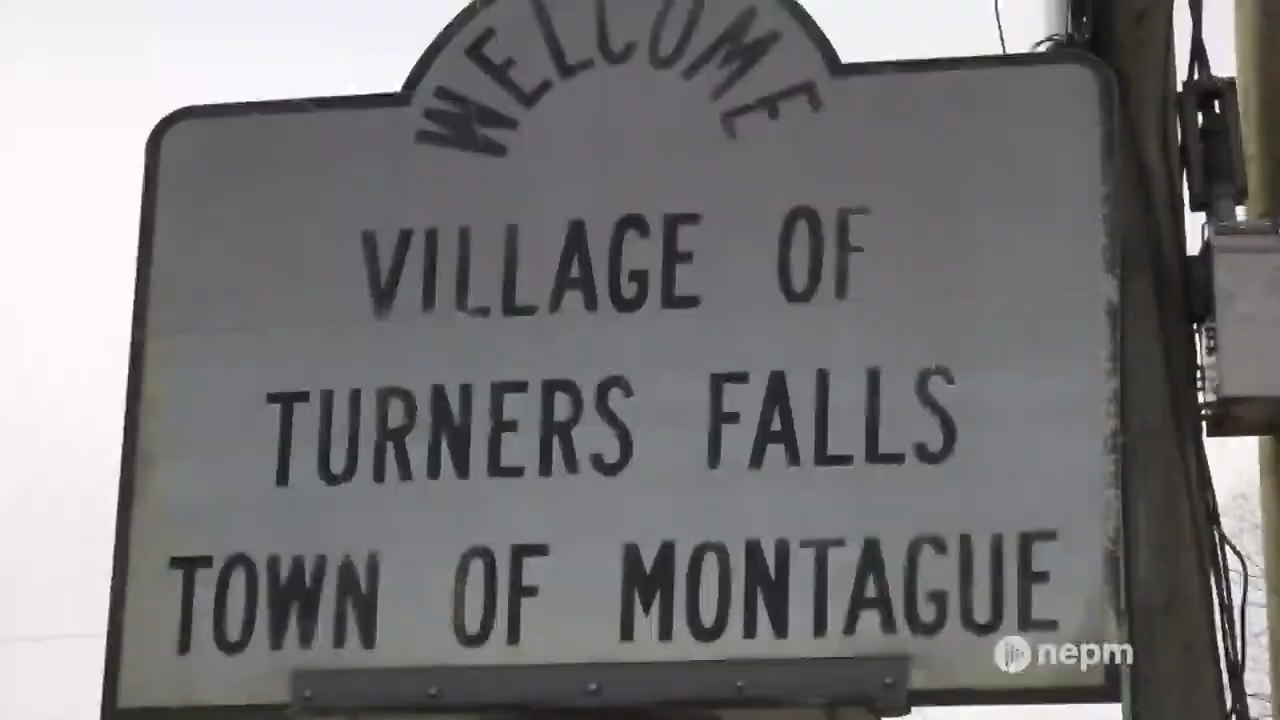 WELCOME
VILLAGE OF
TURNERS FALLS
TOWN OF MONTAGUE
nepm